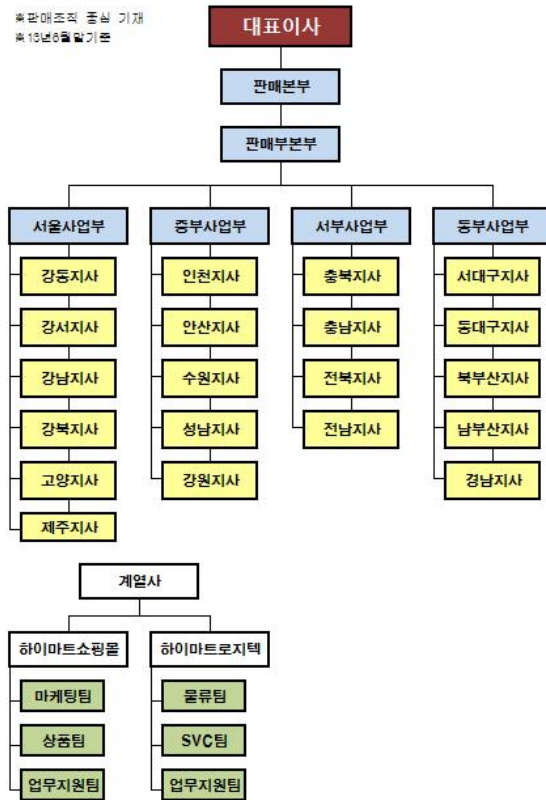 ※판매조직 중심 기재
※13년6월말기준
대표이사
판매본부
판매부본부
서울사업부 중부사업부 서부사업부 동부사업부
강동지사 인천지사 충북지사 서대구지사
강서지사 안산지사 충남지사 동대구지사
강남지사 수원지사 전북지사 북부산지사
강북지사 성남지사 전남지사 남부산지사
고양지사 강원지사 경남지사
제주지사
계열사
하이마트쇼핑몰 하이마트로지텍
마케팅팀 물류팀
상품팀 SVC팀
업무지원팀 업무지원팀